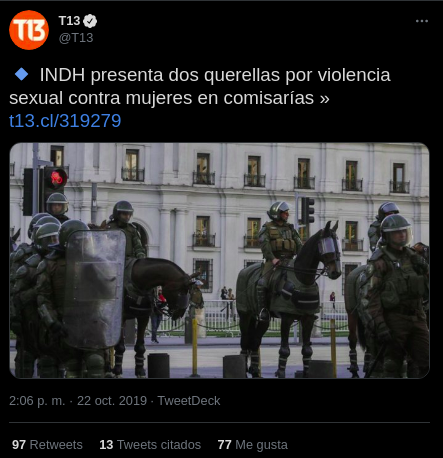 T13
@T13
T13
INDH presenta dos querellas por violencia
sexual contra mujeres en comisarías »
t13.cl/319279
2:06 p. m. · 22 oct. 2019 · TweetDeck
97 Retweets 13 Tweets citados 77 Me gusta